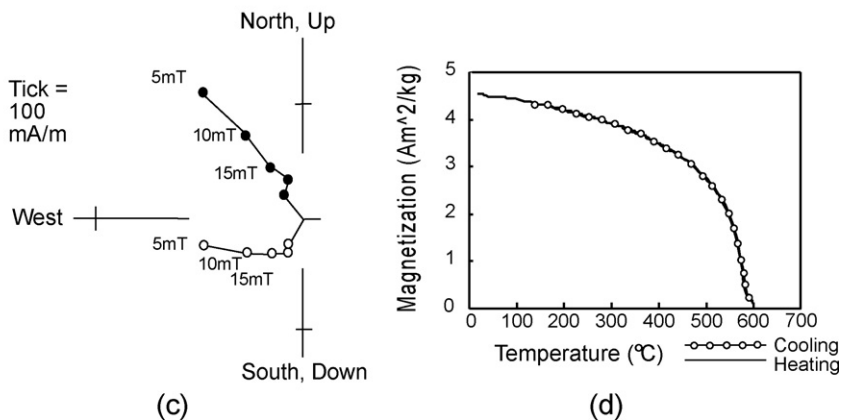 North, Up
Tick =
100
mA/m
5mT
10mT
15mT
West
5mT
10mT
15mT
South, Down
(c)
Magnetization (Am^2/kg)
5
4
3
2
1
0
0 100 200 300 400 500 600 700
Temperature (°C)
Cooling
Heating
(d)